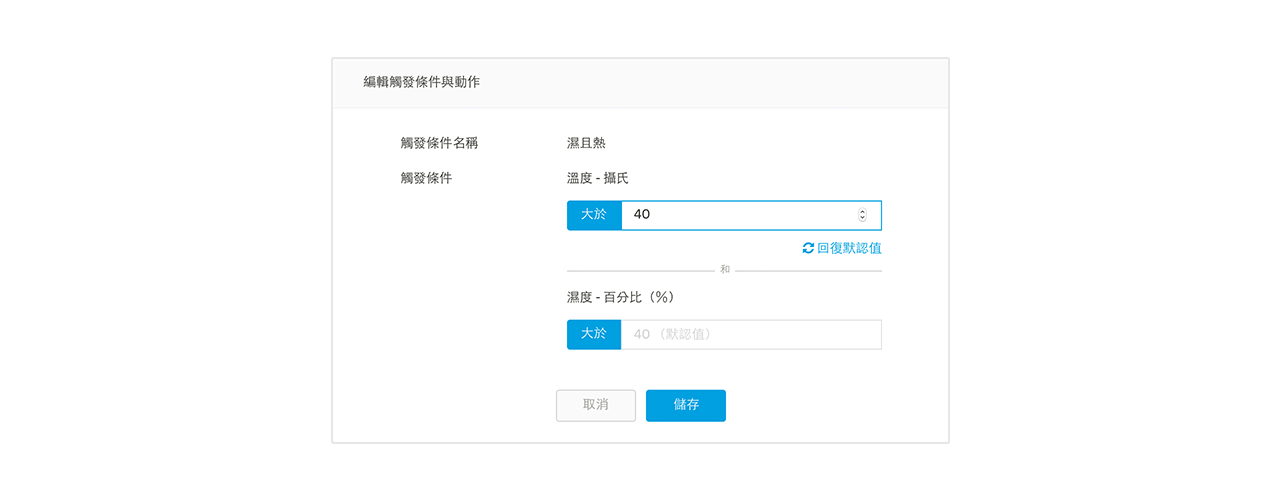 編輯觸發條件與動作
觸發條件名稱 濕且熱
觸發條件 溫度 - 攝氏
大於 40
回復默認值
和
濕度 - 百分比（%）
大於 40（默認值）
取消 儲存